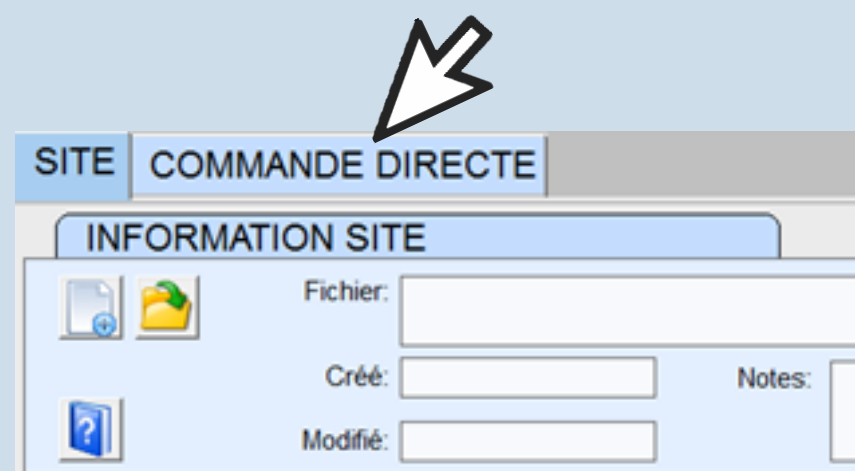 SITE
COMMANDE DIRECTE
INFORMATION SITE
Fichier:
Créé:
Notes:
Modifié:
?